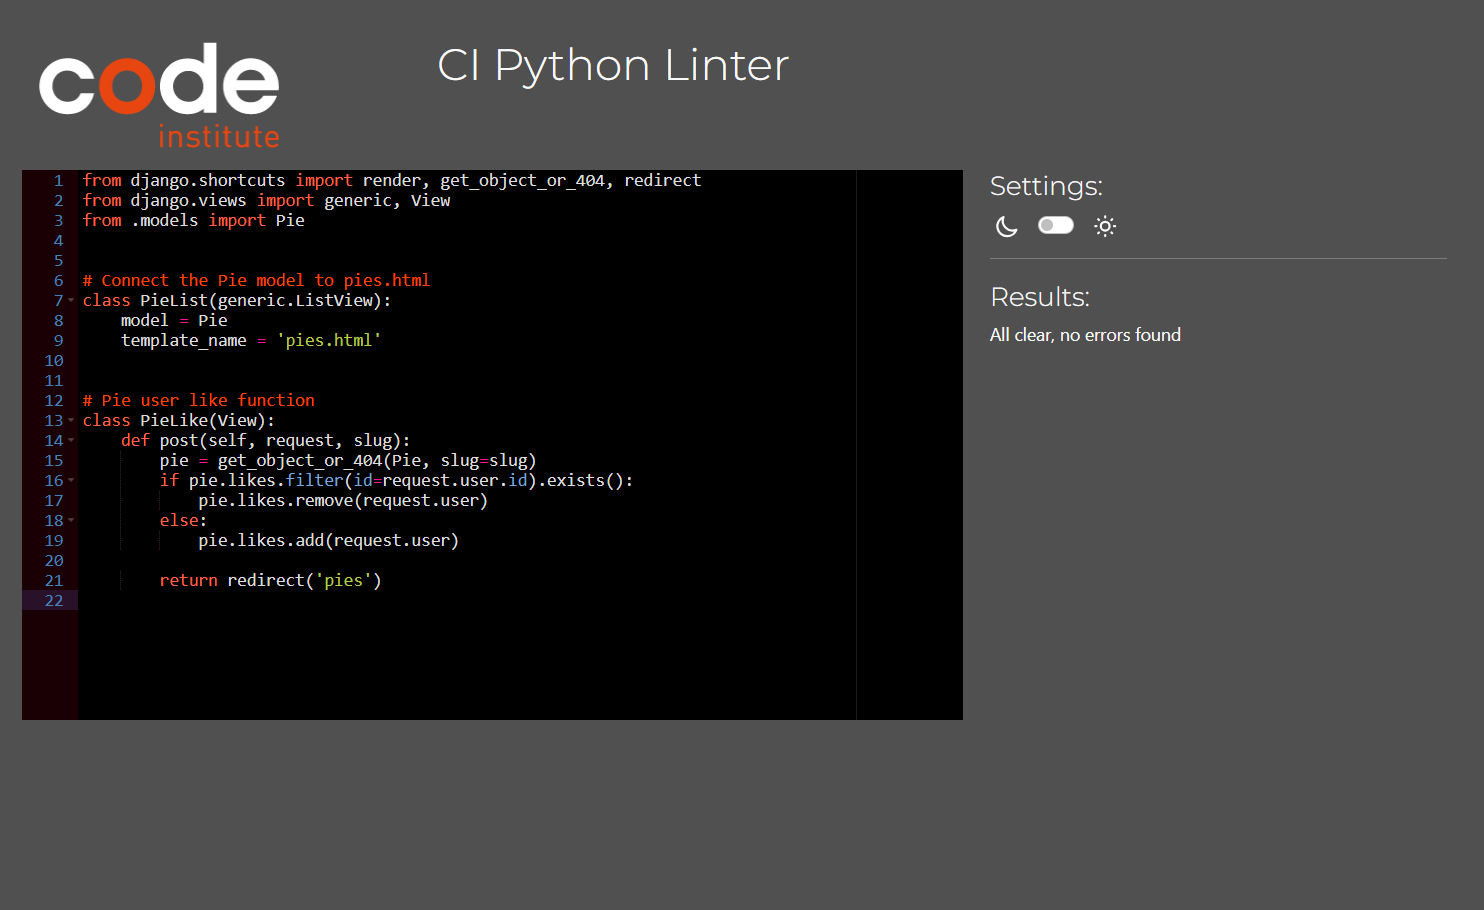 code
institute
CI Python Linter
1 from django.shortcuts import render, get_object_or_404, redirect
2 from django.views import generic, View
3 from .models import Pie
4
5
6 # Connect the Pie model to pies.html
7 class PieList(generic.ListView):
8     model = Pie
9     template_name = 'pies.html'
10
11
12 # Pie user like function
13 class PieLike(View):
14     def post(self, request, slug):
15         pie = get_object_or_404(Pie, slug=slug)
16         if pie.likes.filter(id=request.user.id).exists():
17             pie.likes.remove(request.user)
18         else:
19             pie.likes.add(request.user)
20
21         return redirect('pies')
22
Settings:
Results:
All clear, no errors found